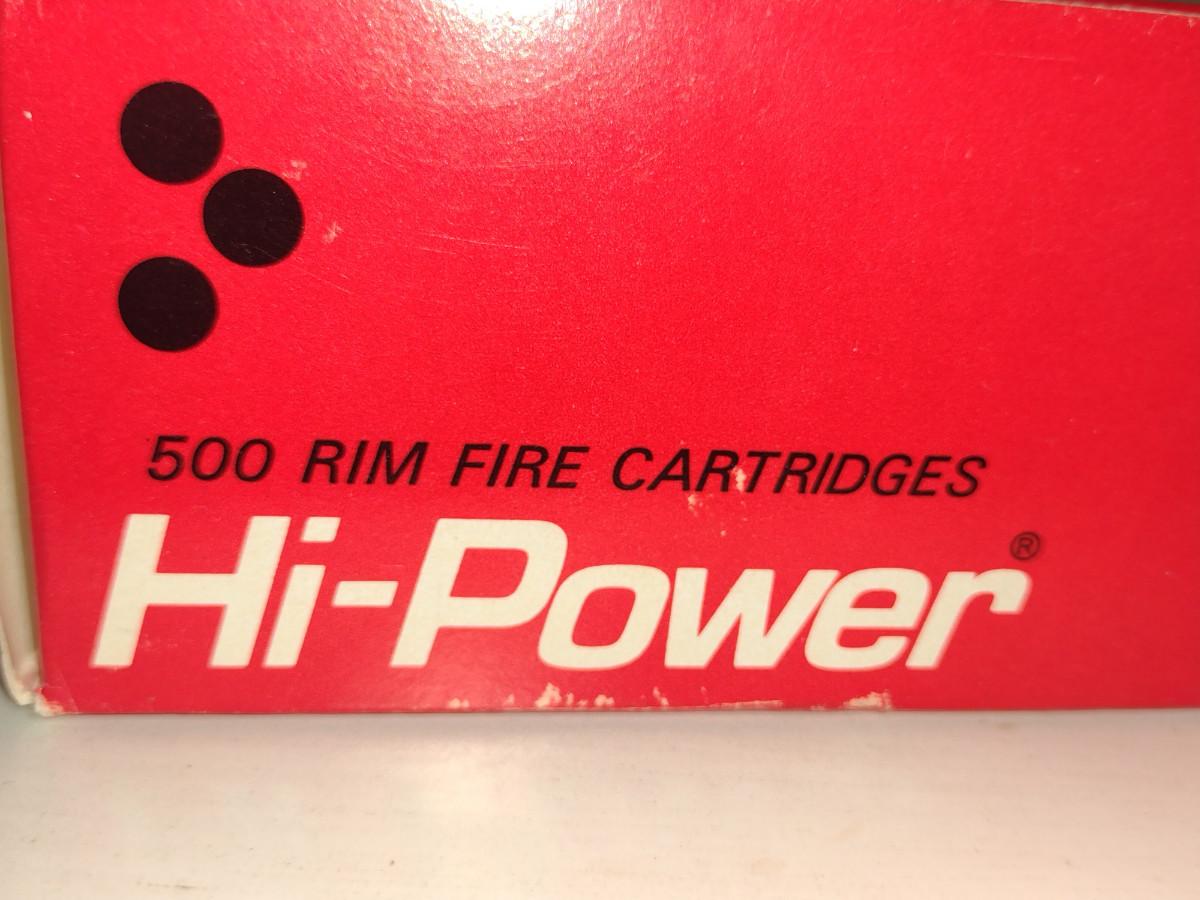 500 RIM FIRE CARTRIDGES
Hi-Power®